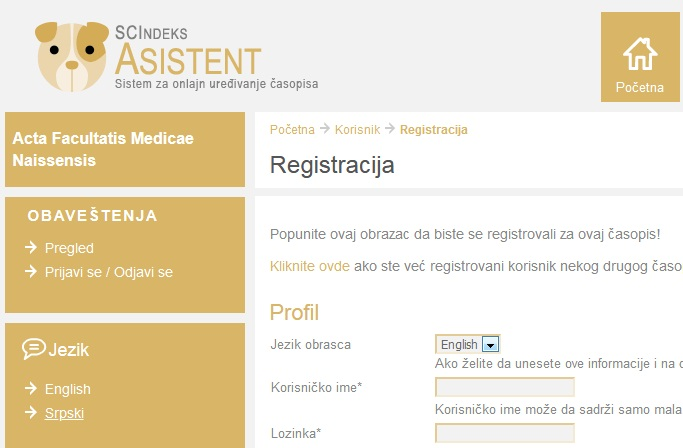 SCINDEKS
ASISTENT
Sistem za onlajn uređivanje časopisa
Početna
Acta Facultatis Medicae
Naissensis
OBAVEŠTENJA
Pregled
Prijavi se / Odjavi se
Jezik
English
Srpski
Početna Korisnik Registracija
Registracija
Popunite ovaj obrazac da biste se registrovali za ovaj časopis!
Kliknite ovde ako ste već registrovani korisnik nekog drugog časo
Profil
Jezik obrasca English
Ako želite da unesete ove informacije i na
Korisničko ime*
Korisničko ime može da sadrži samo mala
Lozinka*